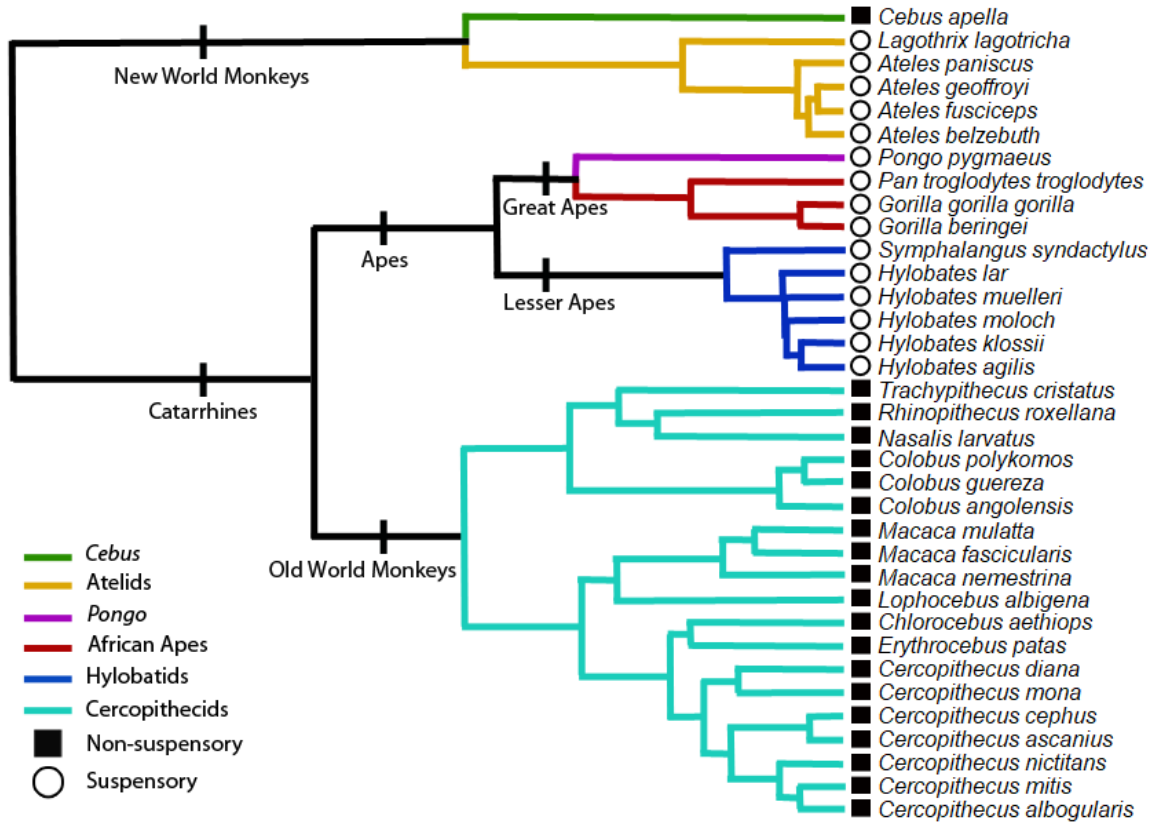 Cebus apella
Lagothrix lagotricha
New World Monkeys
Ateles paniscus
Ateles geoffroyi
Ateles fusciceps
Ateles belzebuth
Pongo pygmaeus
Pan troglodytes troglodytes
Great Apes
Gorilla gorilla gorilla
Gorilla beringei
Apes
Symphalangus syndactylus
Hylobates lar
Lesser Apes
Hylobates muelleri
Hylobates moloch
Hylobates klossii
Hylobates agilis
Catarrhines
Trachypithecus cristatus
Rhinopithecus roxellana
Nasalis larvatus
Colobus polykomos
Colobus guereza
Colobus angolensis
Macaca mulatta
Macaca fascicularis
Macaca nemestrina
Old World Monkeys
Lophocebus albigena
Chlorocebus aethiops
Erythrocebus patas
Cercopithecus diana
Cercopithecus mona
Cercopithecus cephus
Cercopithecus ascanius
Cercopithecus nictitans
Cercopithecus mitis
Cercopithecus albogularis
Cebus
Atelids
Pongo
African Apes
Hylobatids
Cercopithecids
Non-suspensory
Suspensory